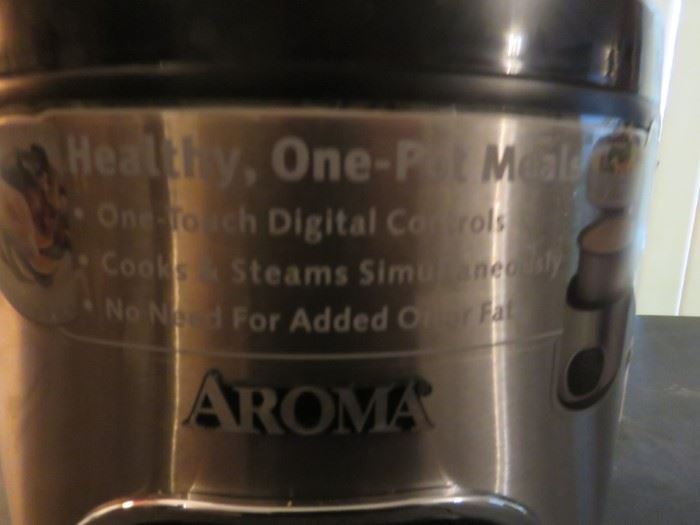 Healthy, One-Pot Meals
• One-Touch Digital Controls
• Cooks & Steams Simultaneously
• No Need For Added Oil or Fat
AROMA